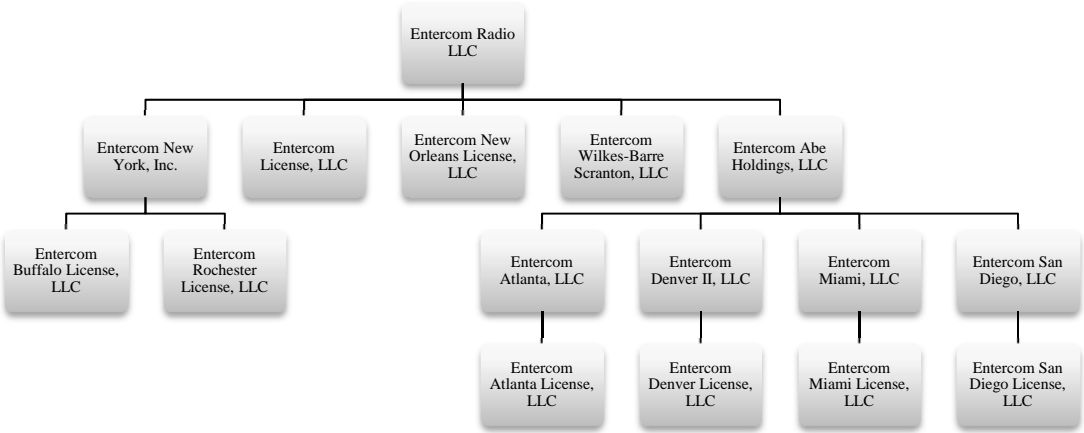 Entercom Radio
LLC
Entercom New
York, Inc.
Entercom
License, LLC
Entercom New
Orleans License,
LLC
Entercom
Wilkes-Barre
Scranton, LLC
Entercom Abe
Holdings, LLC
Entercom
Buffalo License,
LLC
Entercom
Rochester
License, LLC
Entercom
Atlanta, LLC
Entercom
Denver II, LLC
Entercom
Miami, LLC
Entercom San
Diego, LLC
Entercom
Atlanta License,
LLC
Entercom
Denver License,
LLC
Entercom
Miami License,
LLC
Entercom San
Diego License,
LLC